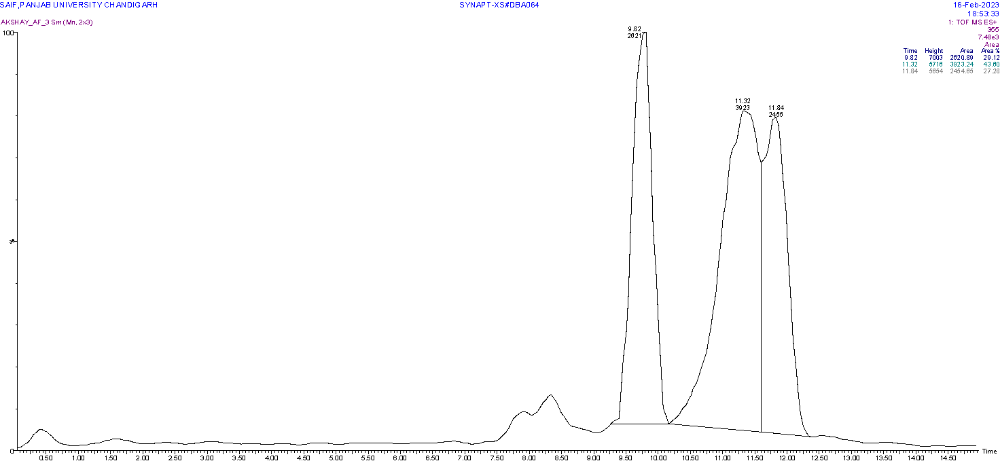 SAIF,PANJAB UNIVERSITY CHANDIGARH SYNAPT-XS#DBA064 16-Feb-2023
18:53:33
AKSHAY_AF_3 Sm (Mn, 2x3) 1: TOF MS ES+
355
7.48e3
Area
Time Height Area Area %
9.82 7003 2620.89 29.12
11.32 5716 3923.24 43.60
11.84 5654 2454.65 27.28
100
9.82
2621
11.32
3923
11.84
2455
%
0
0.50 1.00 1.50 2.00 2.50 3.00 3.50 4.00 4.50 5.00 5.50 6.00 6.50 7.00 7.50 8.00 8.50 9.00 9.50 10.00 10.50 11.00 11.50 12.00 12.50 13.00 13.50 14.00 14.50 Time